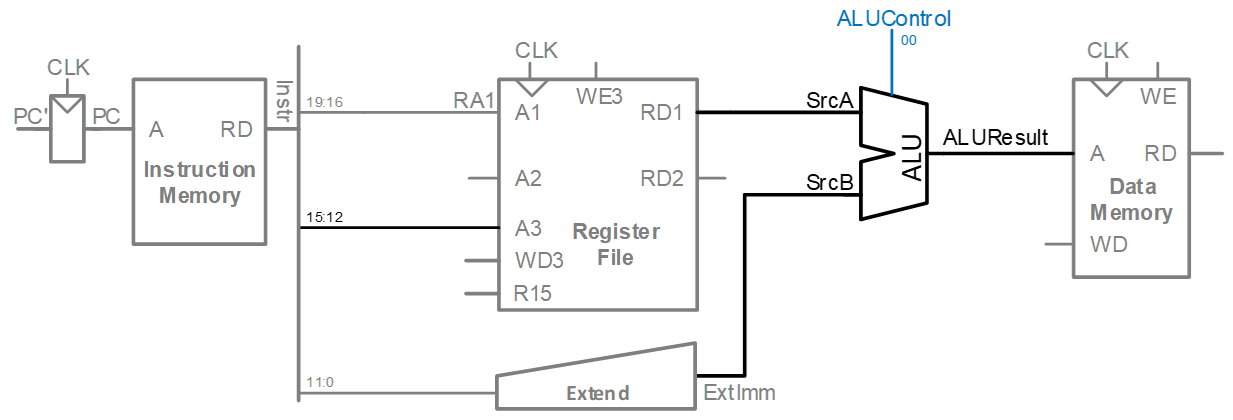 ALUControl
00
CLK
CLK
CLK
PC'
PC
A
RD
Instruction
Memory
Instr
19:16
RA1
A1
WE3
RD1
SrcA
ALU
ALUResult
WE
A
RD
Data
Memory
WD
A2
RD2
SrcB
15:12
A3
Register
File
WD3
R15
11:0
Extend
ExtImm